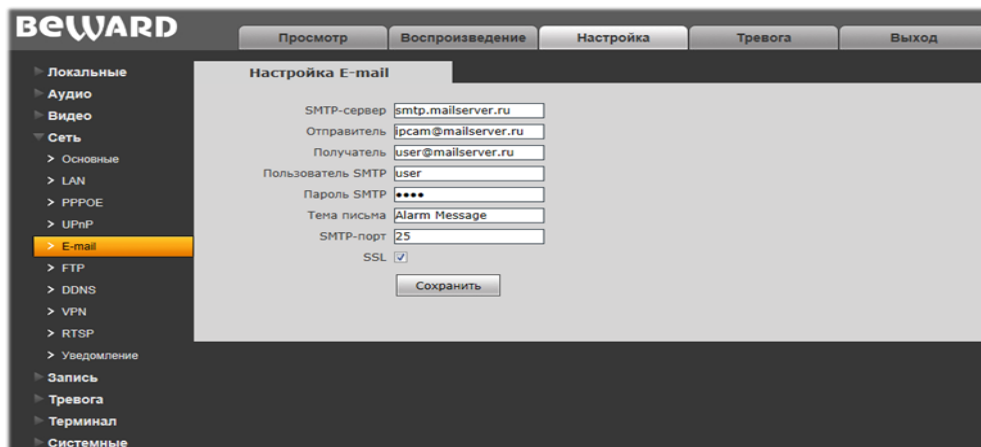 BEWARD
Просмотр Воспроизведение Настройка Тревога Выход
Локальные
Аудио
Видео
Сеть
> Основные
> LAN
> PPPOE
> UPnP
> E-mail
> FTP
> DDNS
> VPN
> RTSP
> Уведомление
Запись
Тревога
Терминал
Системные
Настройка E-mail
SMTP-сервер smtp.mailserver.ru
Отправитель ipcam@mailserver.ru
Получатель user@mailserver.ru
Пользователь SMTP user
Пароль SMTP ••••
Тема письма Alarm Message
SMTP-порт 25
SSL
Сохранить